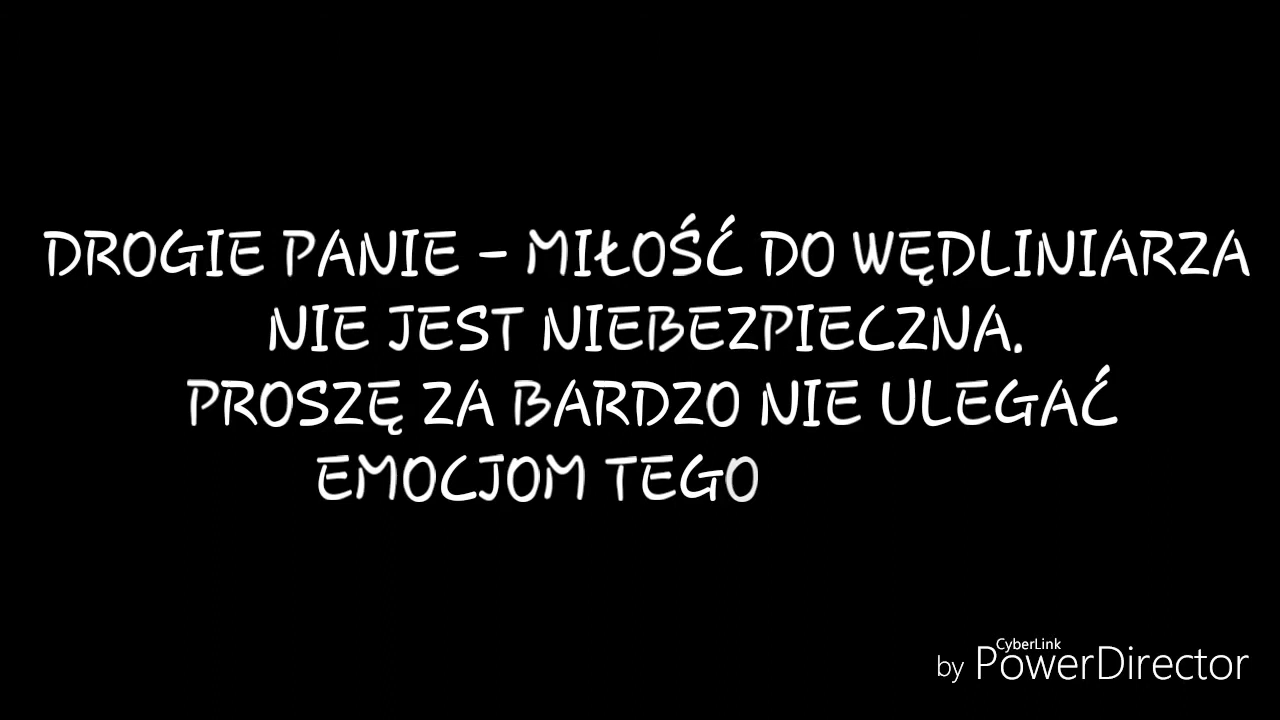 DROGIE PANIE - MIŁOŚĆ DO WĘDLINIARZA
NIE JEST NIEBEZPIECZNA.
PROSZĘ ZA BARDZO NIE ULEGAĆ
EMOCJOM TEGO
CyberLink
by PowerDirector